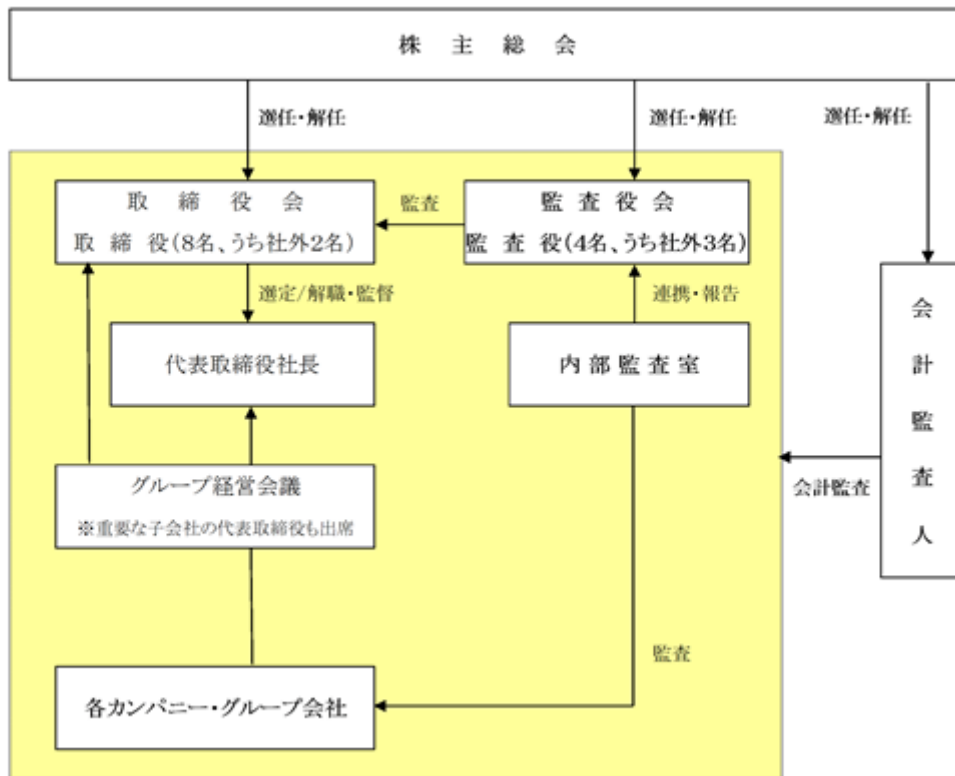 株主総会
選任・解任
選任・解任
選任・解任
取締役会
取締役(8名、うち社外2名)
監査
監査役会
監査役(4名、うち社外3名)
選定/解職・監督
連携・報告
代表取締役社長
内部監査室
会計監査人
グループ経営会議
※重要な子会社の代表取締役も出席
会計監査
監査
各カンパニー・グループ会社